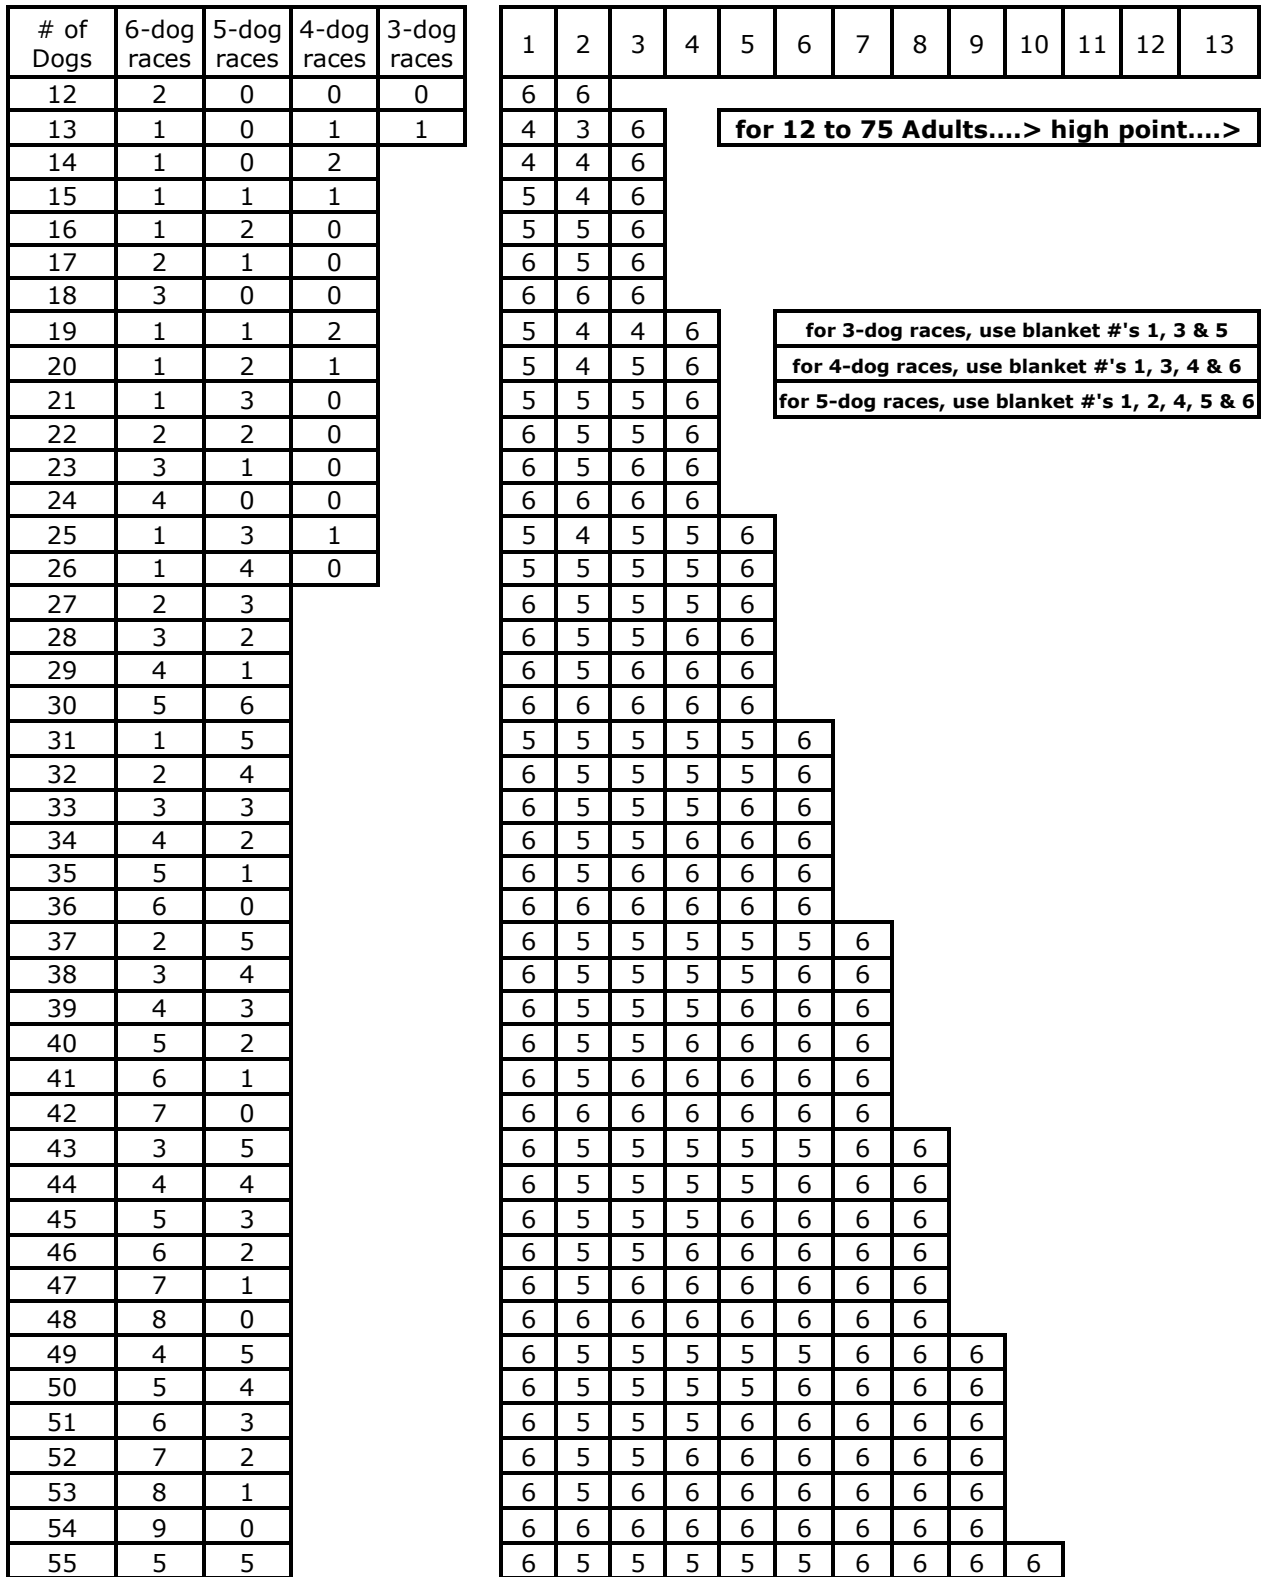 # of Dogs 6-dog races 5-dog races 4-dog races 3-dog races 1 2 3 4 5 6 7 8 9 10 11 12 13
12 2 0 0 0 6 6
13 1 0 1 1 4 3 6 for 12 to 75 Adults....> high point....>
14 1 0 2 4 4 6
15 1 1 1 5 4 6
16 1 2 0 5 5 6
17 2 1 0 6 5 6
18 3 0 0 6 6 6
19 1 1 2 5 4 4 6 for 3-dog races, use blanket #'s 1, 3 & 5
20 1 2 1 5 4 5 6 for 4-dog races, use blanket #'s 1, 3, 4 & 6
21 1 3 0 5 5 5 6 for 5-dog races, use blanket #'s 1, 2, 4, 5 & 6
22 2 2 0 6 5 5 6
23 3 1 0 6 5 6 6
24 4 0 0 6 6 6 6
25 1 3 1 5 4 5 5 6
26 1 4 0 5 5 5 5 6
27 2 3 6 5 5 5 6
28 3 2 6 5 5 6 6
29 4 1 6 5 6 6 6
30 5 6 6 6 6 6 6
31 1 5 5 5 5 5 5 6
32 2 4 6 5 5 5 5 6
33 3 3 6 5 5 5 6 6
34 4 2 6 5 5 6 6 6
35 5 1 6 5 6 6 6 6
36 6 0 6 6 6 6 6 6
37 2 5 6 5 5 5 5 5 6
38 3 4 6 5 5 5 5 6 6
39 4 3 6 5 5 5 6 6 6
40 5 2 6 5 5 6 6 6 6
41 6 1 6 5 6 6 6 6 6
42 7 0 6 6 6 6 6 6 6
43 3 5 6 5 5 5 5 5 6 6
44 4 4 6 5 5 5 5 6 6 6
45 5 3 6 5 5 5 6 6 6 6
46 6 2 6 5 5 6 6 6 6 6
47 7 1 6 5 6 6 6 6 6 6
48 8 0 6 6 6 6 6 6 6 6
49 4 5 6 5 5 5 5 5 6 6 6
50 5 4 6 5 5 5 5 6 6 6 6
51 6 3 6 5 5 5 6 6 6 6 6
52 7 2 6 5 5 6 6 6 6 6 6
53 8 1 6 5 6 6 6 6 6 6 6
54 9 0 6 6 6 6 6 6 6 6 6
55 5 5 6 5 5 5 5 5 6 6 6 6